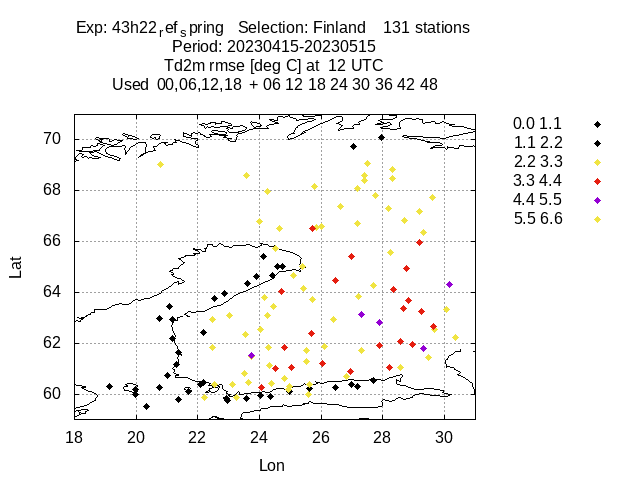 Exp: 43h22ref_spring   Selection: Finland    131 stations
Period: 20230415-20230515
Td2m rmse [deg C] at  12 UTC
Used  00,06,12,18  + 06 12 18 24 30 36 42 48
0.0 1.1
1.1 2.2
2.2 3.3
3.3 4.4
4.4 5.5
5.5 6.6
70
68
66
64
62
60
Lat
18 20 22 24 26 28 30
Lon